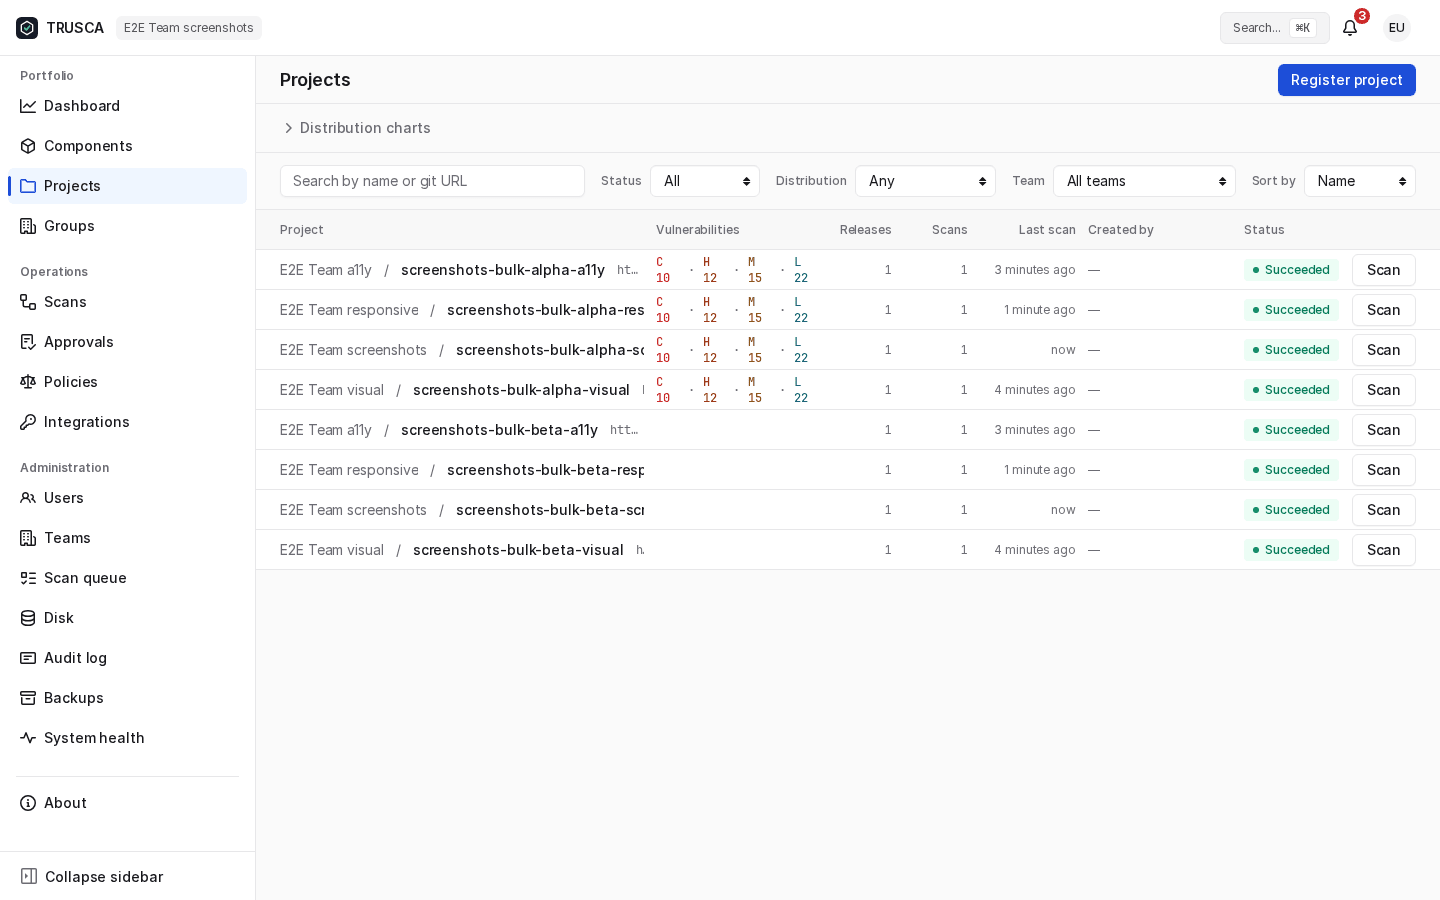 TRUSCA E2E Team screenshots Search... ⌘K 3 EU
Portfolio
Dashboard
Components
Projects
Groups
Operations
Scans
Approvals
Policies
Integrations
Administration
Users
Teams
Scan queue
Disk
Audit log
Backups
System health
About
Collapse sidebar
Projects Register project
Distribution charts
Search by name or git URL Status All Distribution Any Team All teams Sort by Name
Project Vulnerabilities Releases Scans Last scan Created by Status
E2E Team a11y / screenshots-bulk-alpha-a11y ht… C 10 · H 12 · M 15 · L 22 1 1 3 minutes ago — Succeeded Scan
E2E Team responsive / screenshots-bulk-alpha-res C 10 · H 12 · M 15 · L 22 1 1 1 minute ago — Succeeded Scan
E2E Team screenshots / screenshots-bulk-alpha-sc C 10 · H 12 · M 15 · L 22 1 1 now — Succeeded Scan
E2E Team visual / screenshots-bulk-alpha-visual C 10 · H 12 · M 15 · L 22 1 1 4 minutes ago — Succeeded Scan
E2E Team a11y / screenshots-bulk-beta-a11y htt… 1 1 3 minutes ago — Succeeded Scan
E2E Team responsive / screenshots-bulk-beta-resp 1 1 1 minute ago — Succeeded Scan
E2E Team screenshots / screenshots-bulk-beta-scr 1 1 now — Succeeded Scan
E2E Team visual / screenshots-bulk-beta-visual 1 1 4 minutes ago — Succeeded Scan